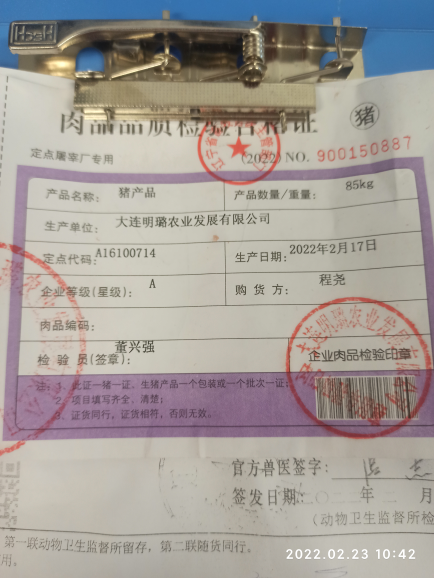 肉品品质检验合格证 猪
定点屠宰厂专用 (2022) NO. 900150887
产品名称: 猪产品 产品数量/重量: 85kg
生产单位: 大连明璐农业发展有限公司
定点代码: A16100714 生产日期: 2022年2月17日
企业等级(星级): A 购货方: 程尧
肉品编码:
检验员(签章): 董兴强 企业肉品检验印章
注: 1、此证一猪一证、生猪产品一个包装或一个批次一证;
2、项目填写齐全、清楚;
3、证货同行, 证货相符, 否则无效。
官方兽医签字:
签发日期: 二〇二二年二月
(动物卫生监督所检
第一联动物卫生监督所留存, 第二联随货同行。
用。
2022.02.23 10:42